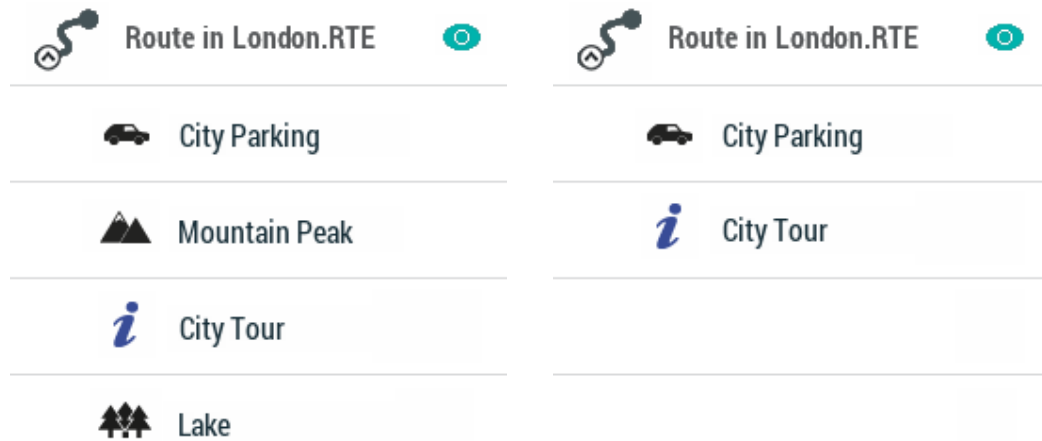 Route in London.RTE
City Parking
Mountain Peak
City Tour
Lake
Route in London.RTE
City Parking
City Tour